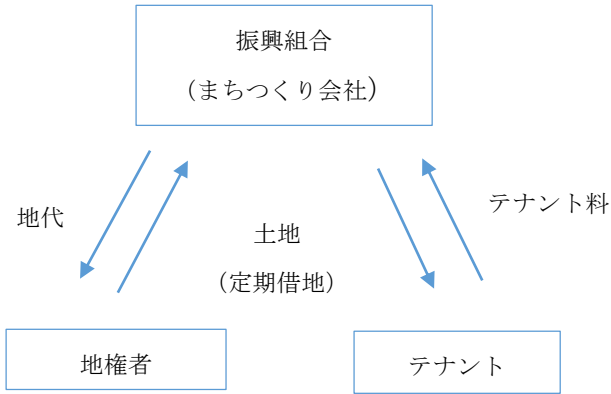 振興組合
（まちつくり会社）
地代
テナント料
土地
（定期借地）
地権者
テナント